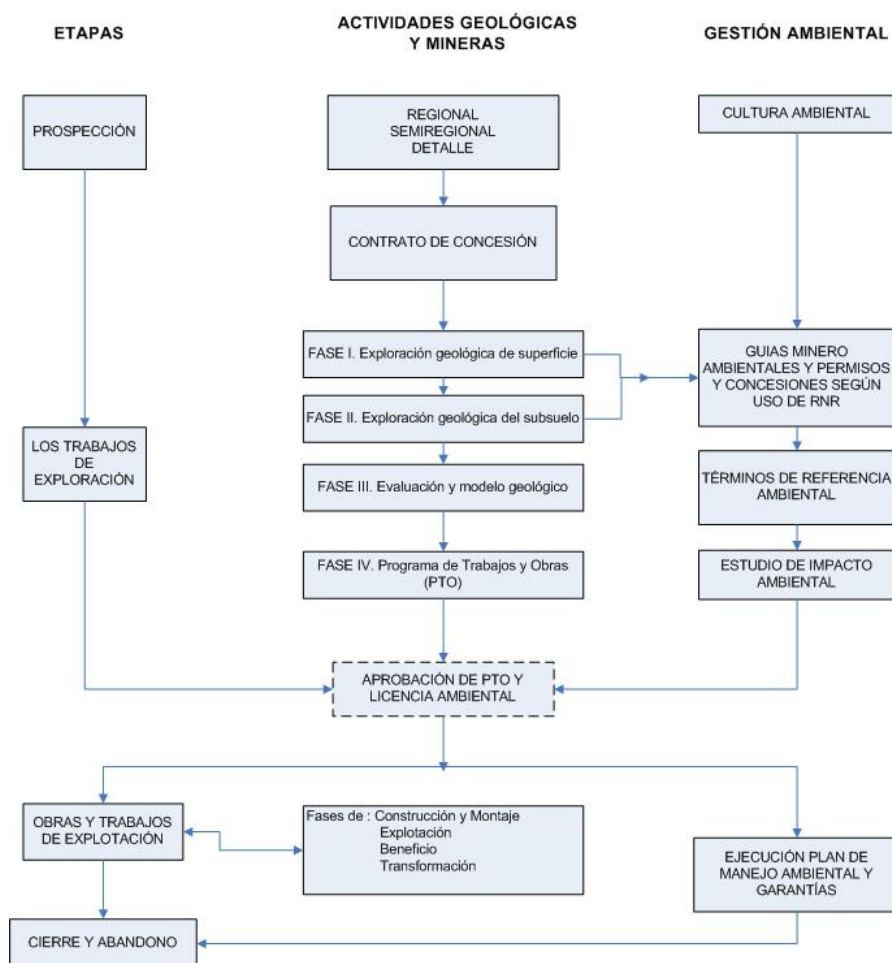 ETAPAS
ACTIVIDADES GEOLÓGICAS
Y MINERAS
GESTIÓN AMBIENTAL
PROSPECCIÓN
REGIONAL
SEMIREGIONAL
DETALLE
CULTURA AMBIENTAL
CONTRATO DE CONCESIÓN
FASE I. Exploración geológica de superficie
GUIAS MINERO
AMBIENTALES Y PERMISOS
Y CONCESIONES SEGÚN
USO DE RNR
FASE II. Exploración geológica del subsuelo
LOS TRABAJOS
DE
EXPLORACIÓN
FASE III. Evaluación y modelo geológico
TÉRMINOS DE REFERENCIA
AMBIENTAL
FASE IV. Programa de Trabajos y Obras
(PTO)
ESTUDIO DE IMPACTO
AMBIENTAL
APROBACIÓN DE PTO Y
LICENCIA AMBIENTAL
OBRAS Y TRABAJOS
DE EXPLOTACIÓN
Fases de : Construcción y Montaje
Explotación
Beneficio
Transformación
EJECUCIÓN PLAN DE
MANEJO AMBIENTAL Y
GARANTÍAS
CIERRE Y ABANDONO